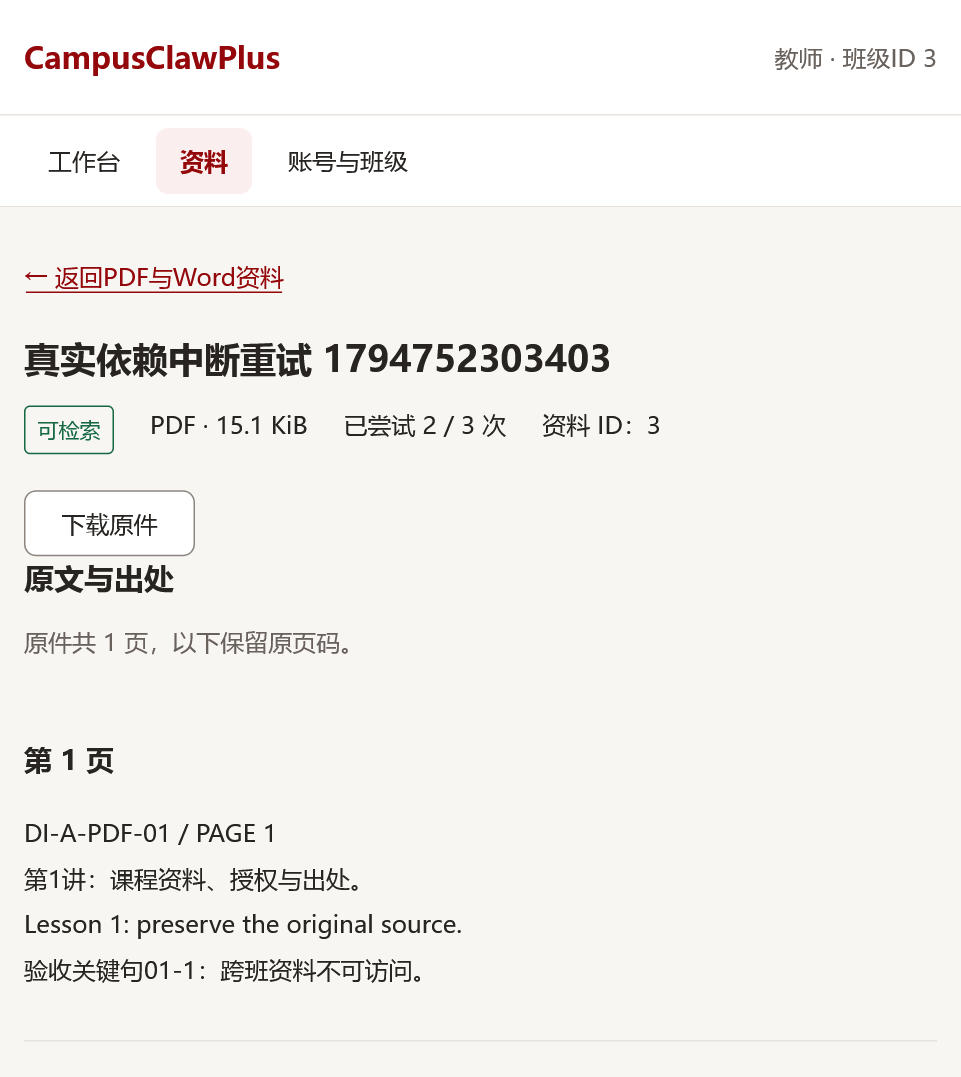 CampusClawPlus
教师 · 班级ID 3
工作台 资料 账号与班级
← 返回PDF与Word资料
真实依赖中断重试 1794752303403
可检索 PDF · 15.1 KiB 已尝试 2 / 3 次 资料 ID：3
下载原件
原文与出处
原件共 1 页，以下保留原页码。
第 1 页
DI-A-PDF-01 / PAGE 1
第1讲：课程资料、授权与出处。
Lesson 1: preserve the original source.
验收关键句01-1：跨班资料不可访问。